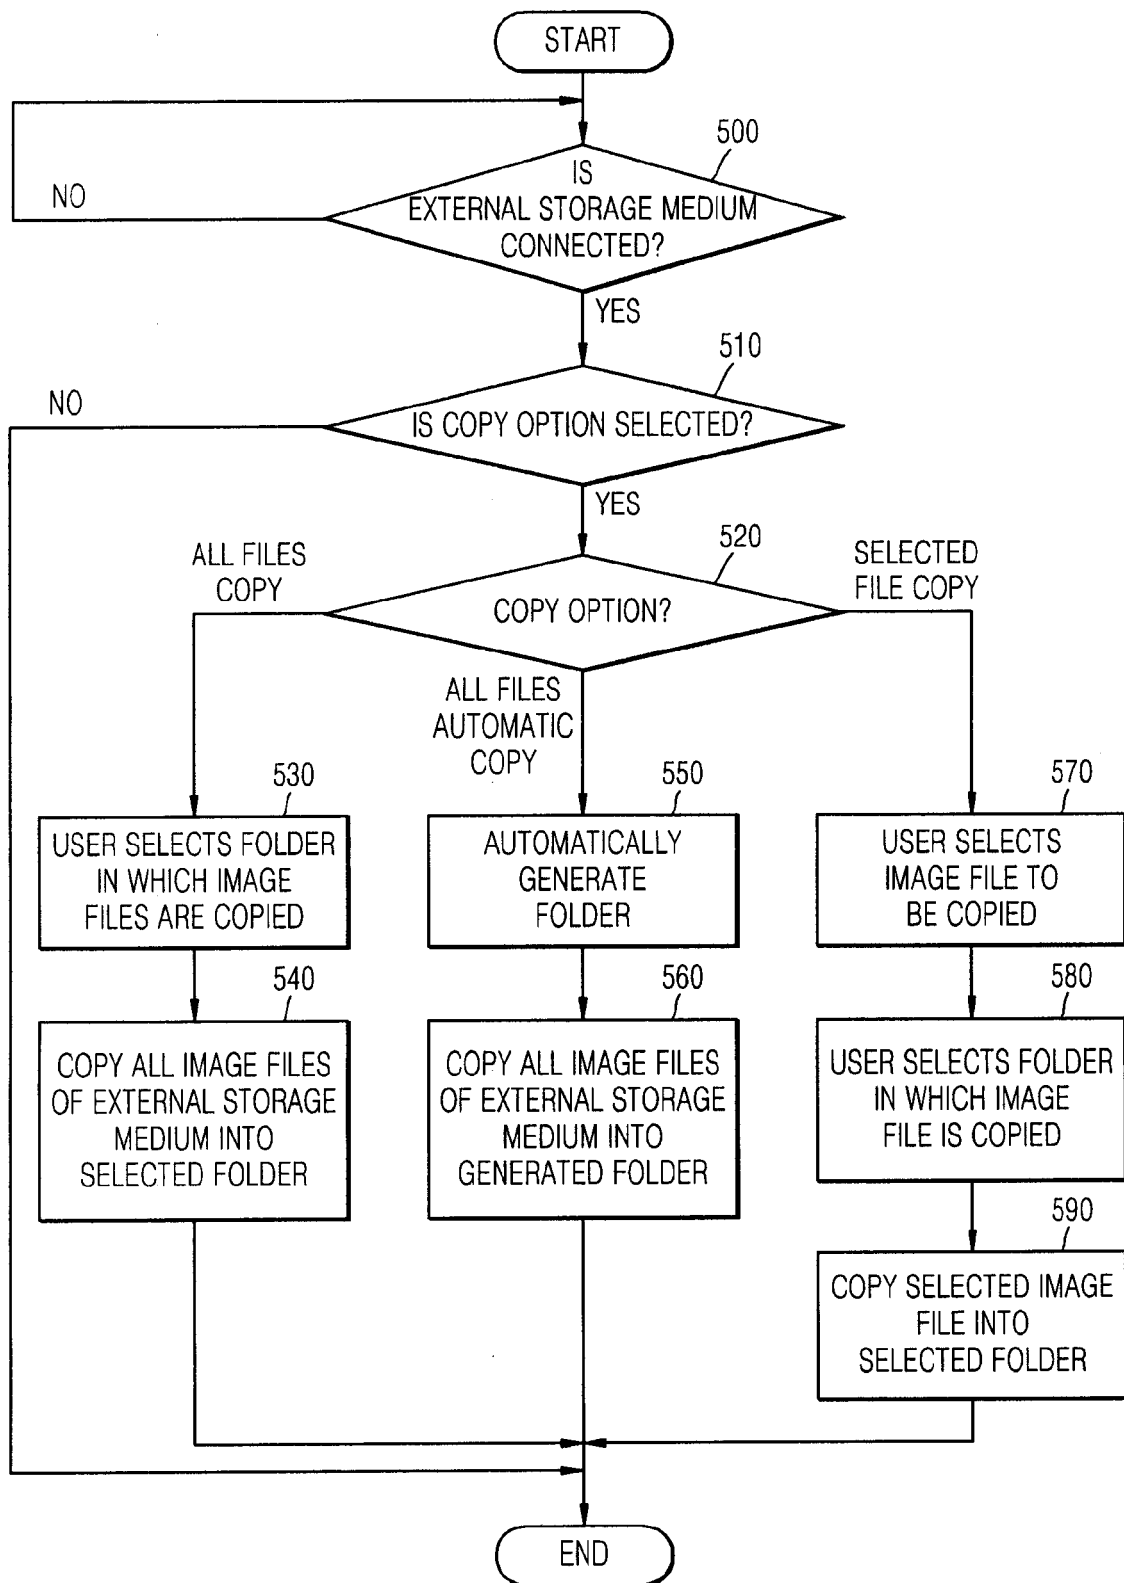 START
500
IS
EXTERNAL STORAGE MEDIUM
CONNECTED?
NO
YES
510
NO
IS COPY OPTION SELECTED?
YES
520
ALL FILES
COPY
COPY OPTION?
SELECTED
FILE COPY
ALL FILES
AUTOMATIC
COPY
530
USER SELECTS FOLDER
IN WHICH IMAGE
FILES ARE COPIED
540
COPY ALL IMAGE FILES
OF EXTERNAL STORAGE
MEDIUM INTO
SELECTED FOLDER
550
AUTOMATICALLY
GENERATE
FOLDER
560
COPY ALL IMAGE FILES
OF EXTERNAL STORAGE
MEDIUM INTO
GENERATED FOLDER
570
USER SELECTS
IMAGE FILE TO
BE COPIED
580
USER SELECTS FOLDER
IN WHICH IMAGE
FILE IS COPIED
590
COPY SELECTED IMAGE
FILE INTO
SELECTED FOLDER
END